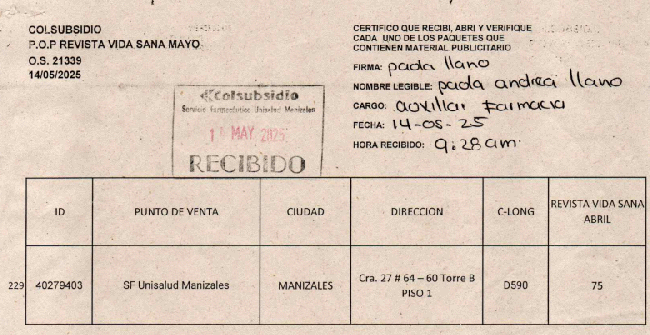 COLSUBSIDIO
P.O.P REVISTA VIDA SANA MAYO
O.S. 21339
14/05/2025
CERTIFICO QUE RECIBI, ABRI Y VERIFIQUE
CADA UNO DE LOS PAQUETES QUE
CONTIENEN MATERIAL PUBLICITARIO
FIRMA: paola llano
NOMBRE LEGIBLE: paola andrea llano
CARGO: auxiliar Farmacia
FECHA: 14-05-25
HORA RECIBIDO: 9:28 am
Colsubsidio
Servicio Farmacéutico Unisalud Manizales
MAY 2025
RECIBIDO
ID PUNTO DE VENTA CIUDAD DIRECCION C-LONG REVISTA VIDA SANA ABRIL
229 40279403 SF Unisalud Manizales MANIZALES Cra. 27 # 64 – 60 Torre B PISO 1 D590 75